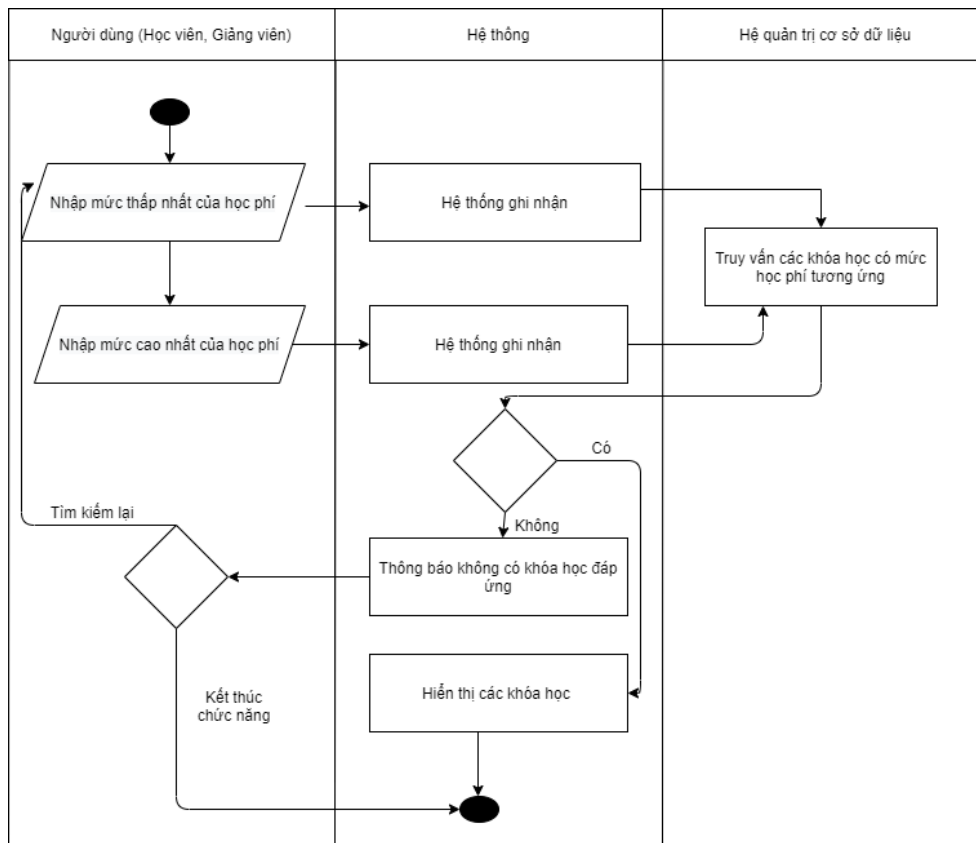 Người dùng (Học viên, Giảng viên)
Hệ thống
Hệ quản trị cơ sở dữ liệu
Nhập mức thấp nhất của học phí
Hệ thống ghi nhận
Truy vấn các khóa học có mức
học phí tương ứng
Nhập mức cao nhất của học phí
Hệ thống ghi nhận
Có
Tìm kiếm lại
Không
Thông báo không có khóa học đáp
ứng
Kết thúc
chức năng
Hiển thị các khóa học